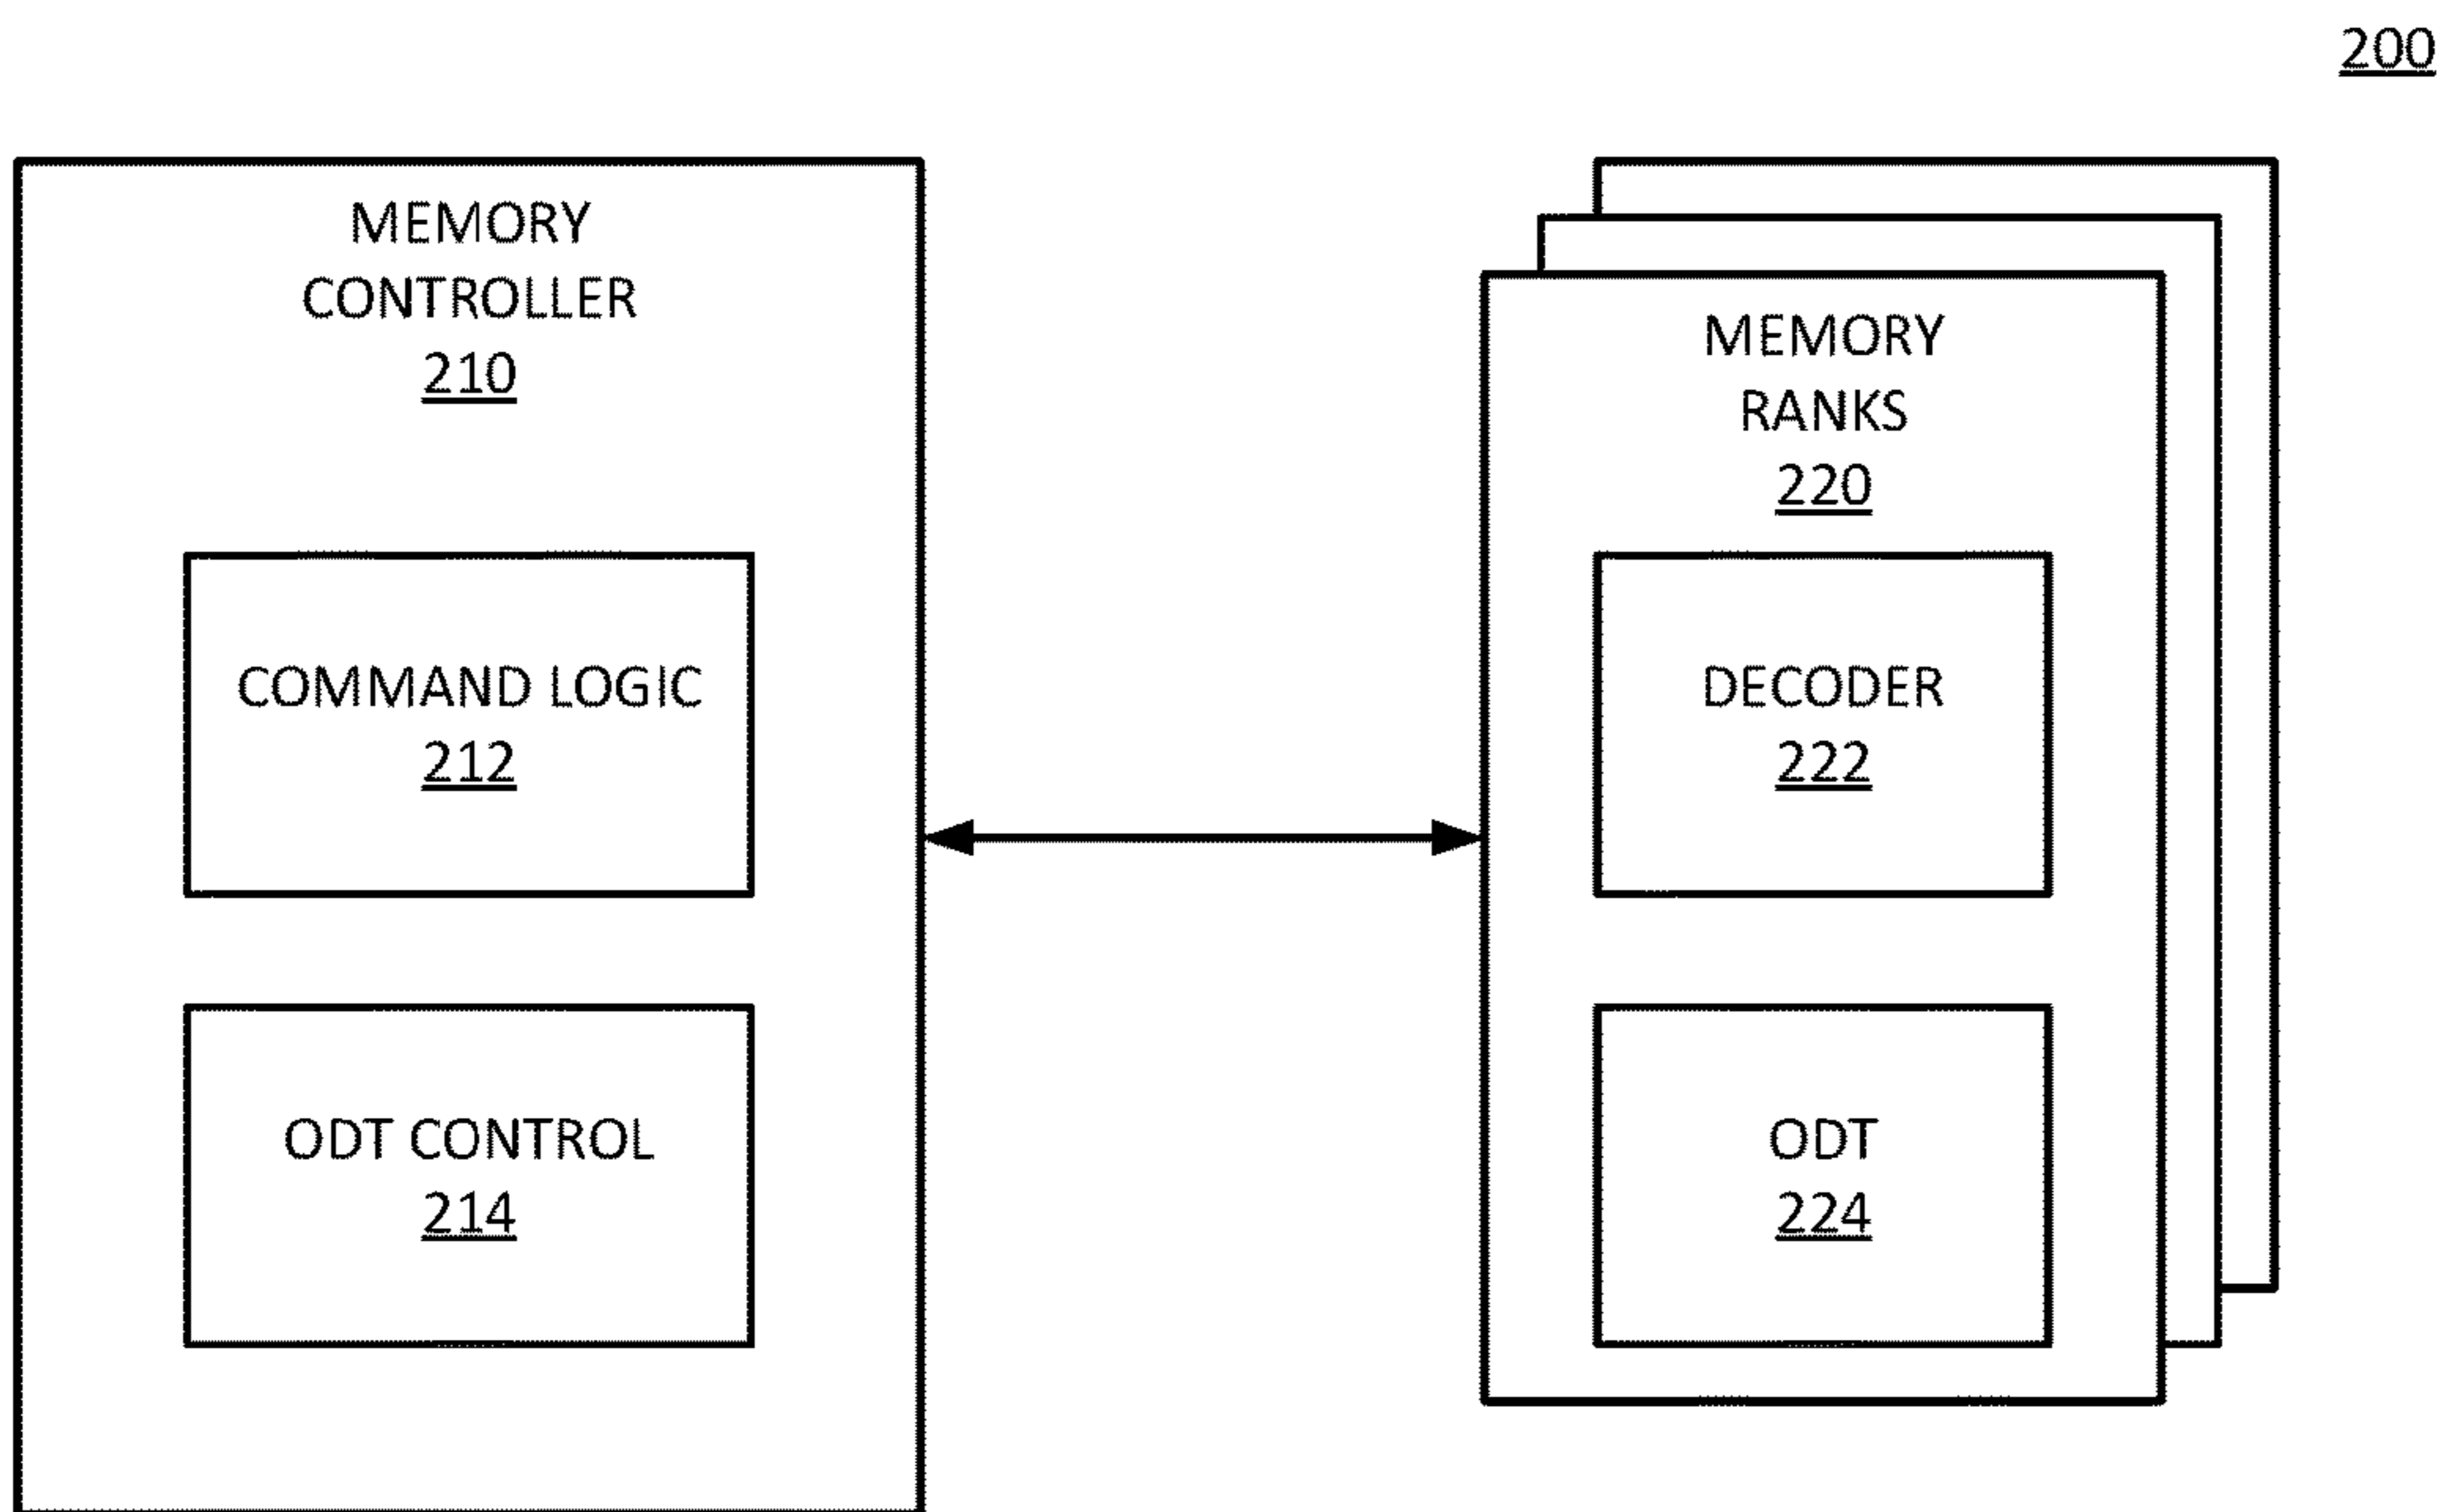 200
MEMORY
CONTROLLER
210
COMMAND LOGIC
212
ODT CONTROL
214
MEMORY
RANKS
220
DECODER
222
ODT
224